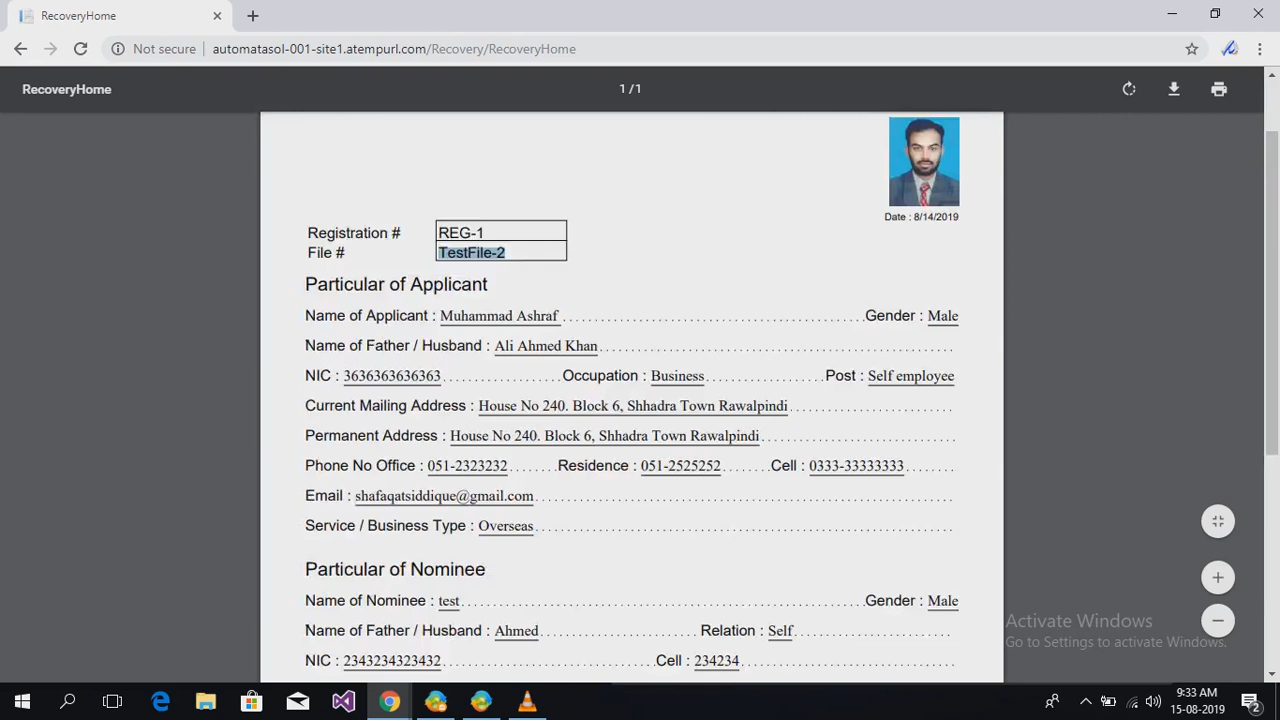 RecoveryHome
Not secure automatasol-001-site1.atempurl.com/Recovery/RecoveryHome
RecoveryHome 1 / 1
Date : 8/14/2019
Registration # REG-1
File # TestFile-2
Particular of Applicant
Name of Applicant : Muhammad Ashraf Gender : Male
Name of Father / Husband : Ali Ahmed Khan
NIC : 3636363636363 Occupation : Business Post : Self employee
Current Mailing Address : House No 240. Block 6, Shhadra Town Rawalpindi
Permanent Address : House No 240. Block 6, Shhadra Town Rawalpindi
Phone No Office : 051-2323232 Residence : 051-2525252 Cell : 0333-33333333
Email : shafaqatsiddique@gmail.com
Service / Business Type : Overseas
Particular of Nominee
Name of Nominee : test Gender : Male
Name of Father / Husband : Ahmed Relation : Self
NIC : 2343234323432 Cell : 234234
Activate Windows
Go to Settings to activate Windows.
9:33 AM
15-08-2019
2